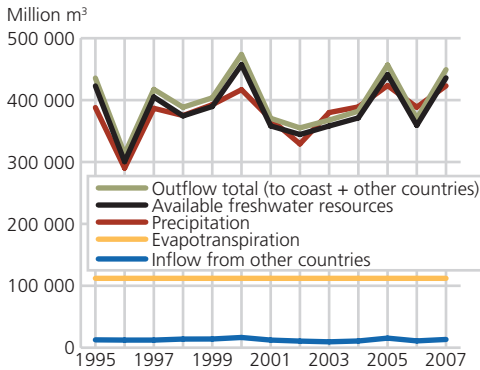 Million m³
500 000
400 000
300 000
200 000
100 000
0
Outflow total (to coast + other countries)
Available freshwater resources
Precipitation
Evapotranspiration
Inflow from other countries
1995 1997 1999 2001 2003 2005 2007